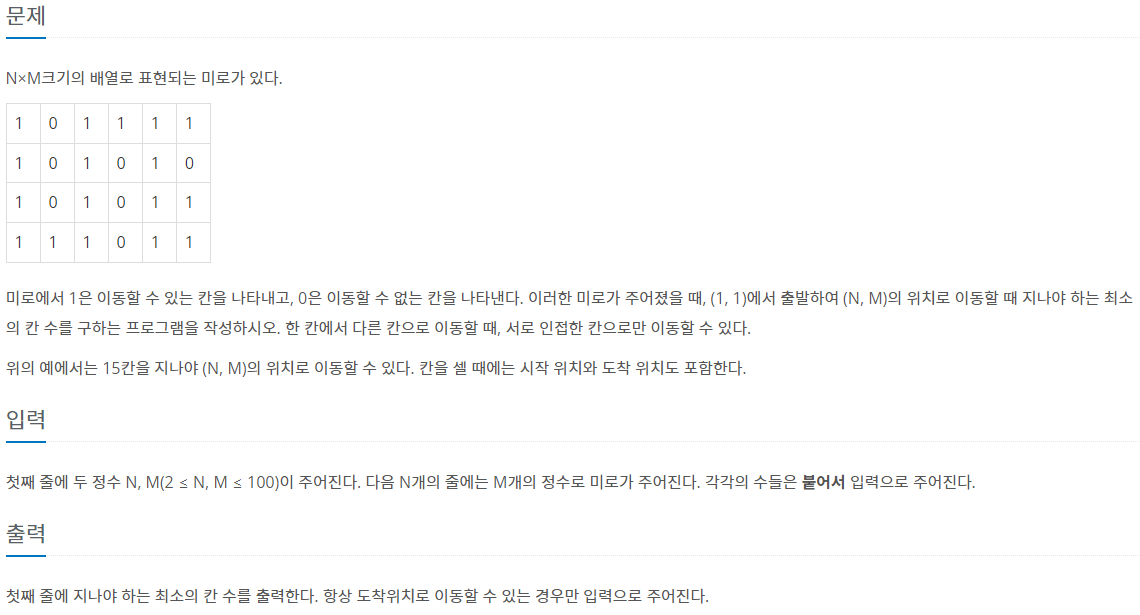 문제
N×M크기의 배열로 표현되는 미로가 있다.
1 0 1 1 1 1
1 0 1 0 1 0
1 0 1 0 1 1
1 1 1 0 1 1
미로에서 1은 이동할 수 있는 칸을 나타내고, 0은 이동할 수 없는 칸을 나타낸다. 이러한 미로가 주어졌을 때, (1, 1)에서 출발하여 (N, M)의 위치로 이동할 때 지나야 하는 최소
의 칸 수를 구하는 프로그램을 작성하시오. 한 칸에서 다른 칸으로 이동할 때, 서로 인접한 칸으로만 이동할 수 있다.
위의 예에서는 15칸을 지나야 (N, M)의 위치로 이동할 수 있다. 칸을 셀 때에는 시작 위치와 도착 위치도 포함한다.
입력
첫째 줄에 두 정수 N, M(2 ≤ N, M ≤ 100)이 주어진다. 다음 N개의 줄에는 M개의 정수로 미로가 주어진다. 각각의 수들은 붙어서 입력으로 주어진다.
출력
첫째 줄에 지나야 하는 최소의 칸 수를 출력한다. 항상 도착위치로 이동할 수 있는 경우만 입력으로 주어진다.